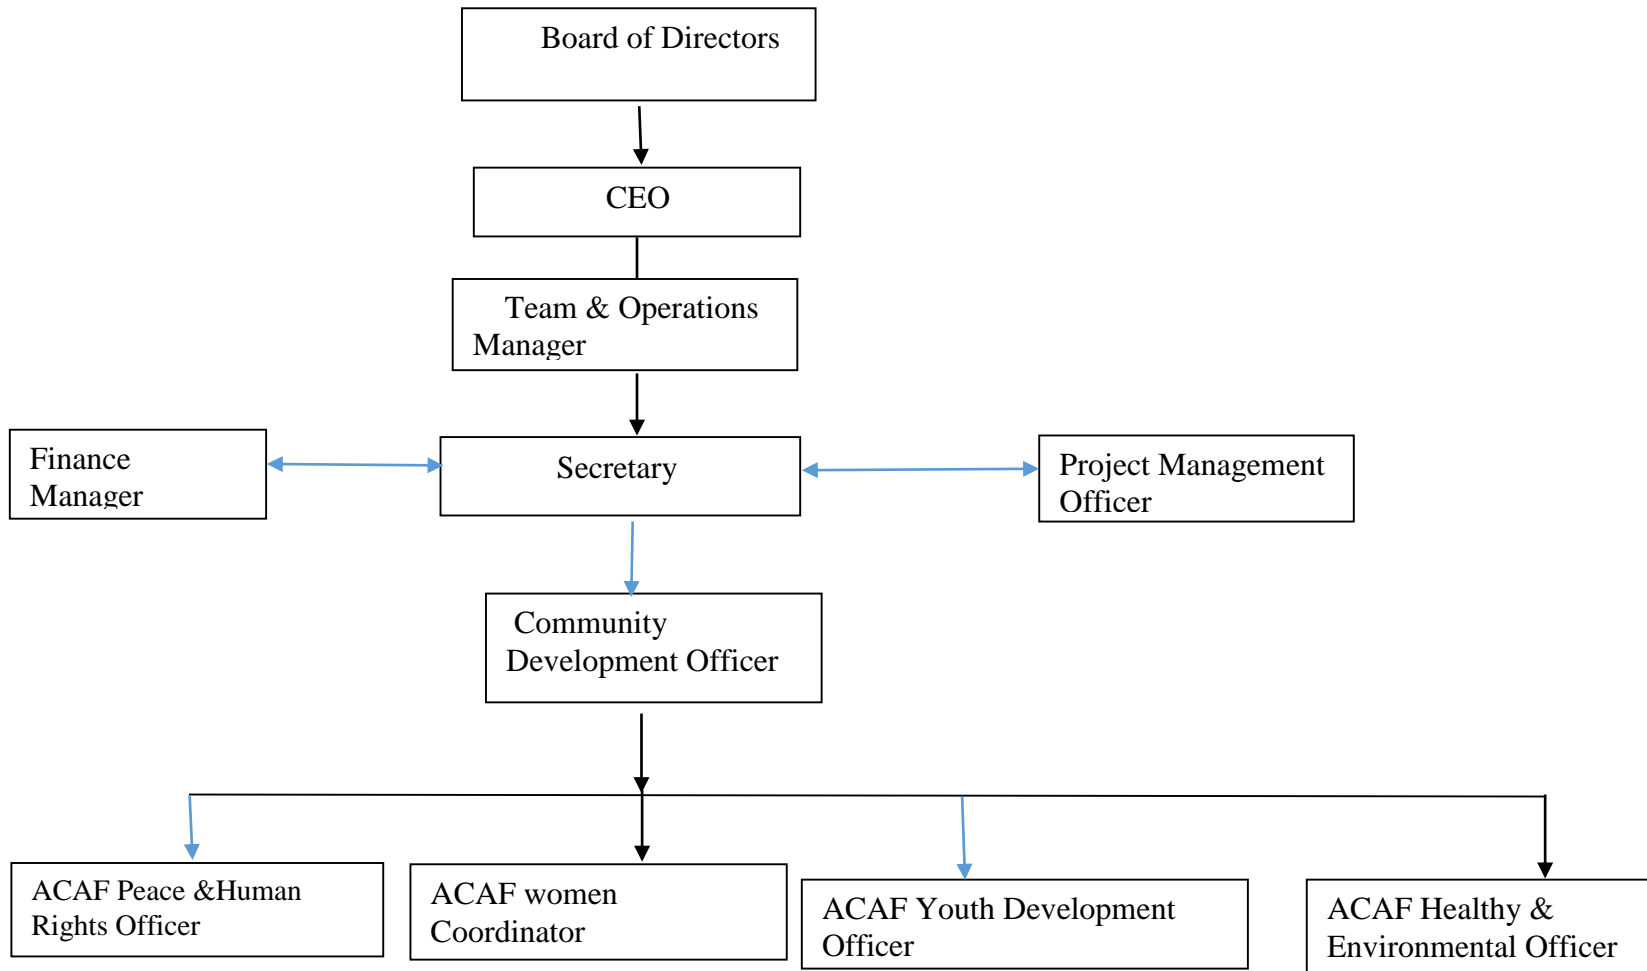 Board of Directors
CEO
Team & Operations
Manager
Finance
Manager
Secretary
Project Management
Officer
Community
Development Officer
ACAF Peace &Human
Rights Officer
ACAF women
Coordinator
ACAF Youth Development
Officer
ACAF Healthy &
Environmental Officer